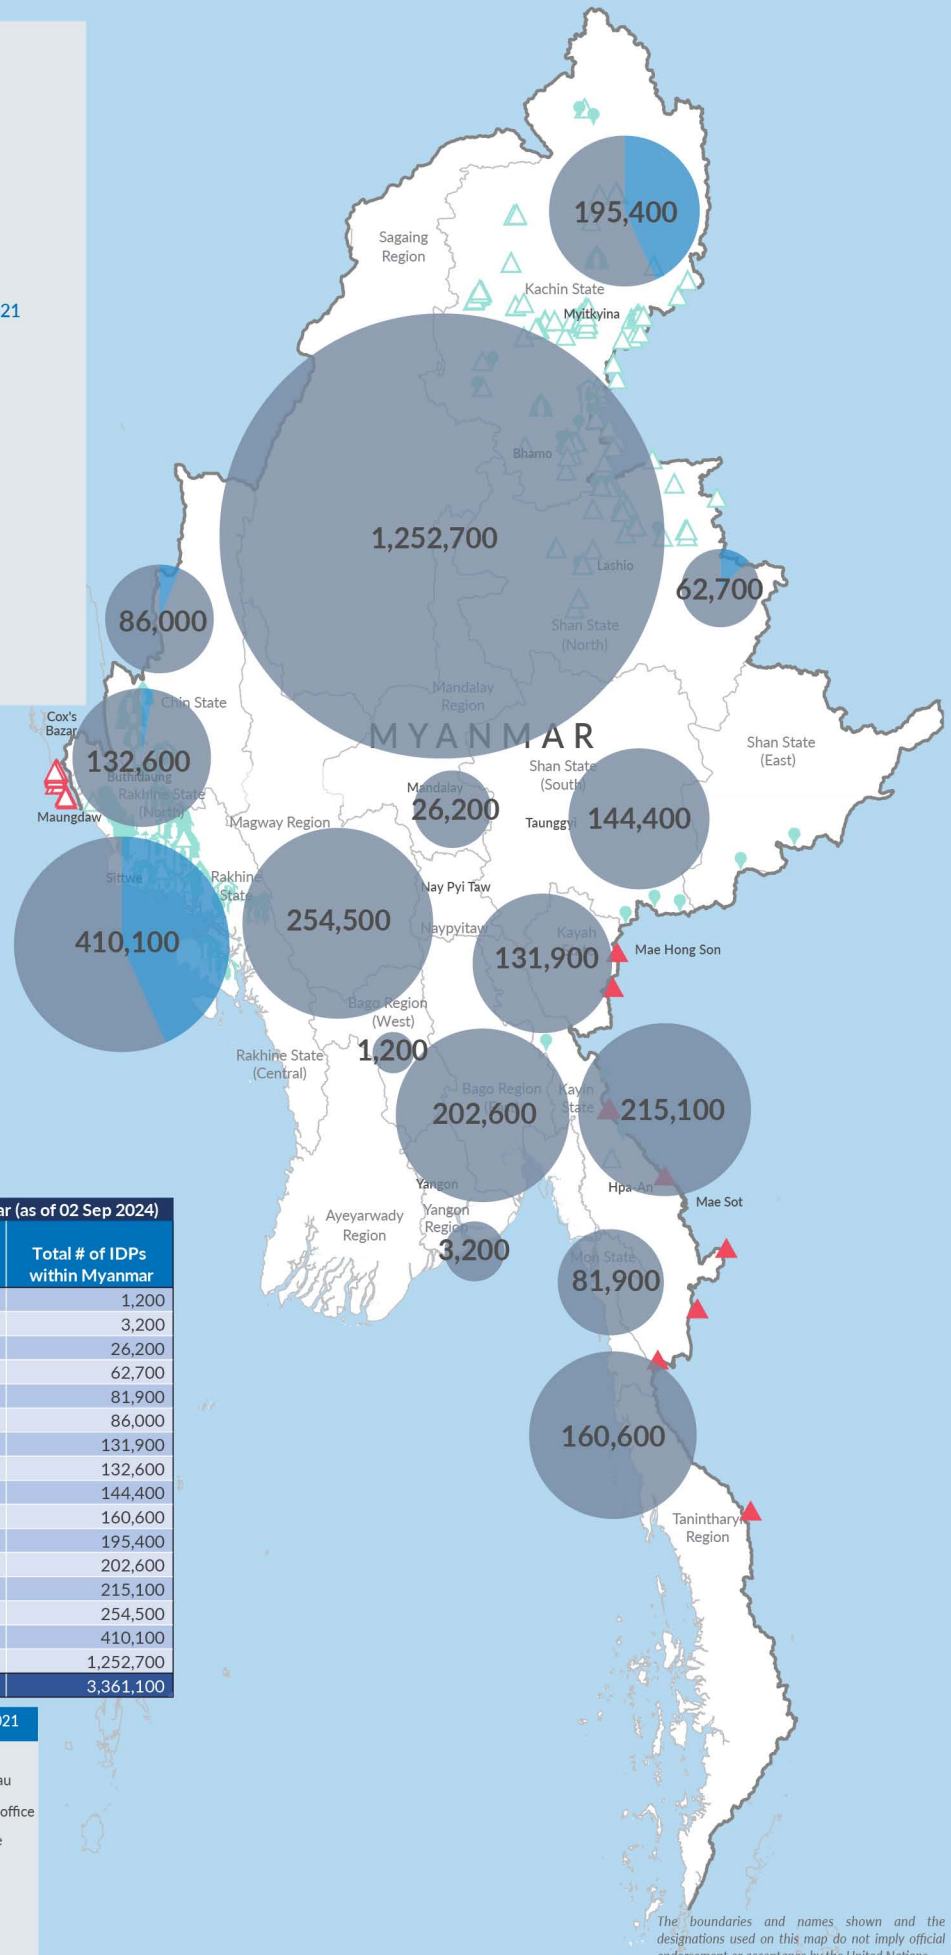 21
195,400
Sagaing
Region
Kachin State
Myitkyina
Bhamo
1,252,700
Lashio
62,700
86,000
Shan State
(North)
Mandalay
Region
Chin State
Cox's
Bazar
MYANMAR
Shan State
(East)
132,600
Buthidaung
Rakhine State
(North)
Maungdaw
Shan State
(South)
Mandalay
26,200
Taunggyi
144,400
Magway Region
Sittwe
Rakhine
State
Nay Pyi Taw
254,500
Naypyitaw
410,100
Kayah
131,900
Mae Hong Son
Bago Region
(West)
1,200
Rakhine State
(Central)
Bago Region
202,600
Kayin
State
215,100
Hpa-An
Mae Sot
Yangon
Yangon
Region
Ayeyarwady
Region
3,200
Mon State
81,900
160,600
Tanintharyi
Region
ar (as of 02 Sep 2024)
Total # of IDPs
within Myanmar
1,200
3,200
26,200
62,700
81,900
86,000
131,900
132,600
144,400
160,600
195,400
202,600
215,100
254,500
410,100
1,252,700
3,361,100
021
au
office
e
The boundaries and names shown and the
designations used on this map do not imply official
endorsement or acceptance by the United Nations